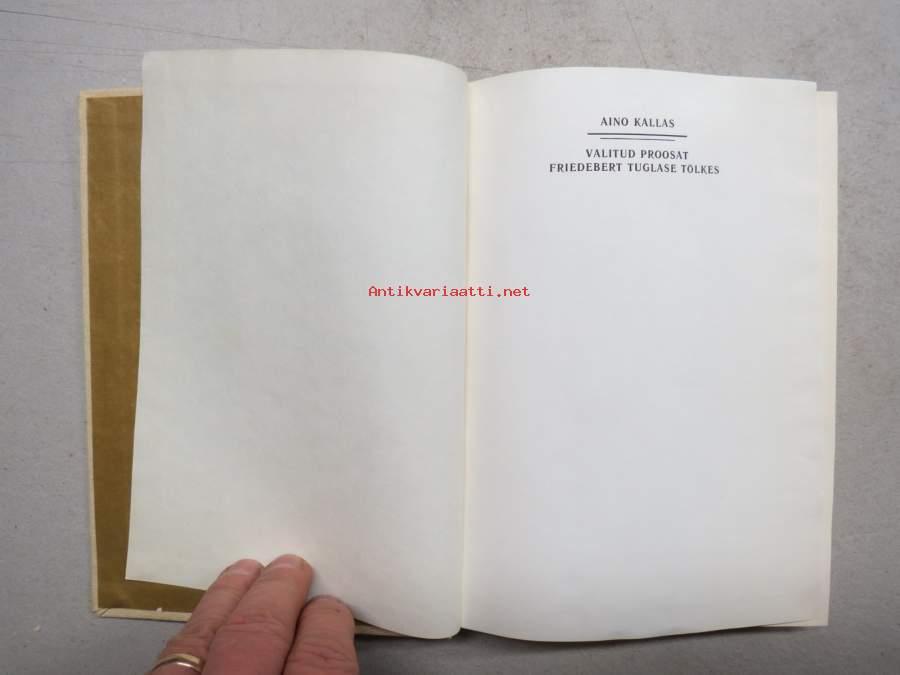 AINO KALLAS
VALITUD PROOSAT
FRIEDEBERT TUGLASE TÕLKES
Antikvariaatti.net